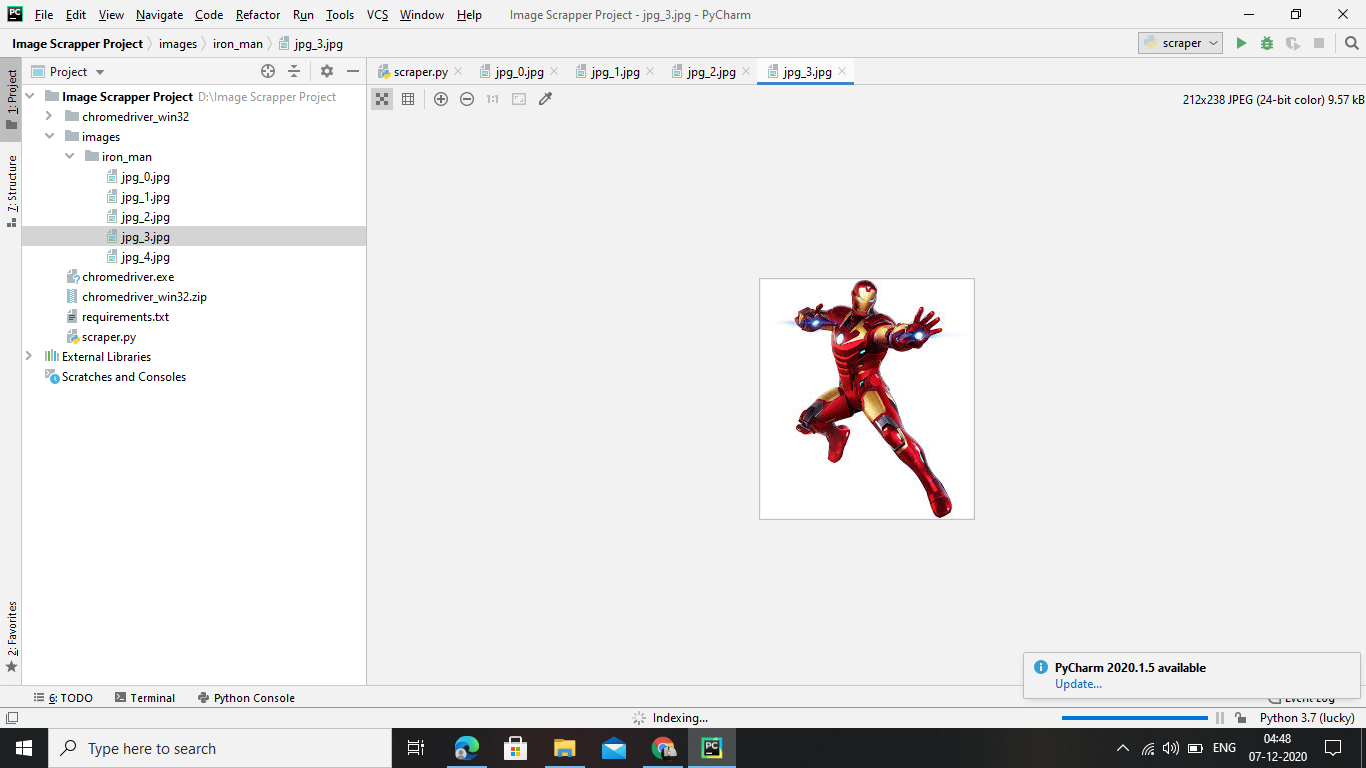 PC File Edit View Navigate Code Refactor Run Tools VCS Window Help Image Scrapper Project - jpg_3.jpg - PyCharm
Image Scrapper Project images iron_man jpg_3.jpg scraper
1: Project
7: Structure
2: Favorites
Project
scraper.py jpg_0.jpg jpg_1.jpg jpg_2.jpg jpg_3.jpg
Image Scrapper Project D:\Image Scrapper Project
1:1 212x238 JPEG (24-bit color) 9.57 kB
chromedriver_win32
images
iron_man
jpg_0.jpg
jpg_1.jpg
jpg_2.jpg
jpg_3.jpg
jpg_4.jpg
chromedriver.exe
chromedriver_win32.zip
requirements.txt
scraper.py
External Libraries
Scratches and Consoles
PyCharm 2020.1.5 available
Update...
6: TODO Terminal Python Console Event Log
Indexing... Python 3.7 (lucky)
Type here to search PC ENG 04:48
07-12-2020